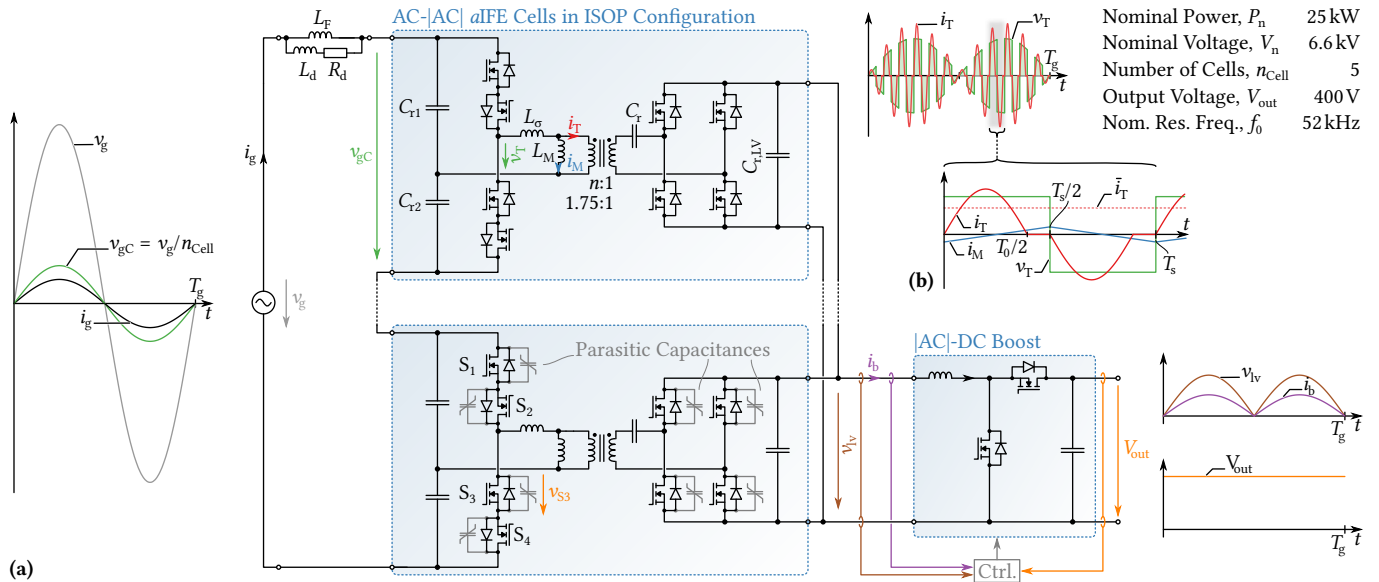 AC-|AC| aIFE Cells in ISOP Configuration
L_F
L_d R_d
C_r1
C_r2
v_gC
L_σ
i_T
v_T
L_M
i_M
n:1
1.75:1
C_r
C_r,LV
i_T v_T
T_g
t
Nominal Power, P_n 25 kW
Nominal Voltage, V_n 6.6 kV
Number of Cells, n_Cell 5
Output Voltage, V_out 400 V
Nom. Res. Freq., f_0 52 kHz
T_s/2 ī_T
i_T
i_M T_0/2
v_T
T_s
t
(b)
v_g
i_g
v_gC = v_g/n_Cell
i_g
T_g
t
v_g
S_1
S_2
S_3
S_4
v_S3
Parasitic Capacitances
i_b
v_lv
|AC|-DC Boost
V_out
Ctrl.
v_lv
i_b
T_g
t
V_out
T_g
t
(a)